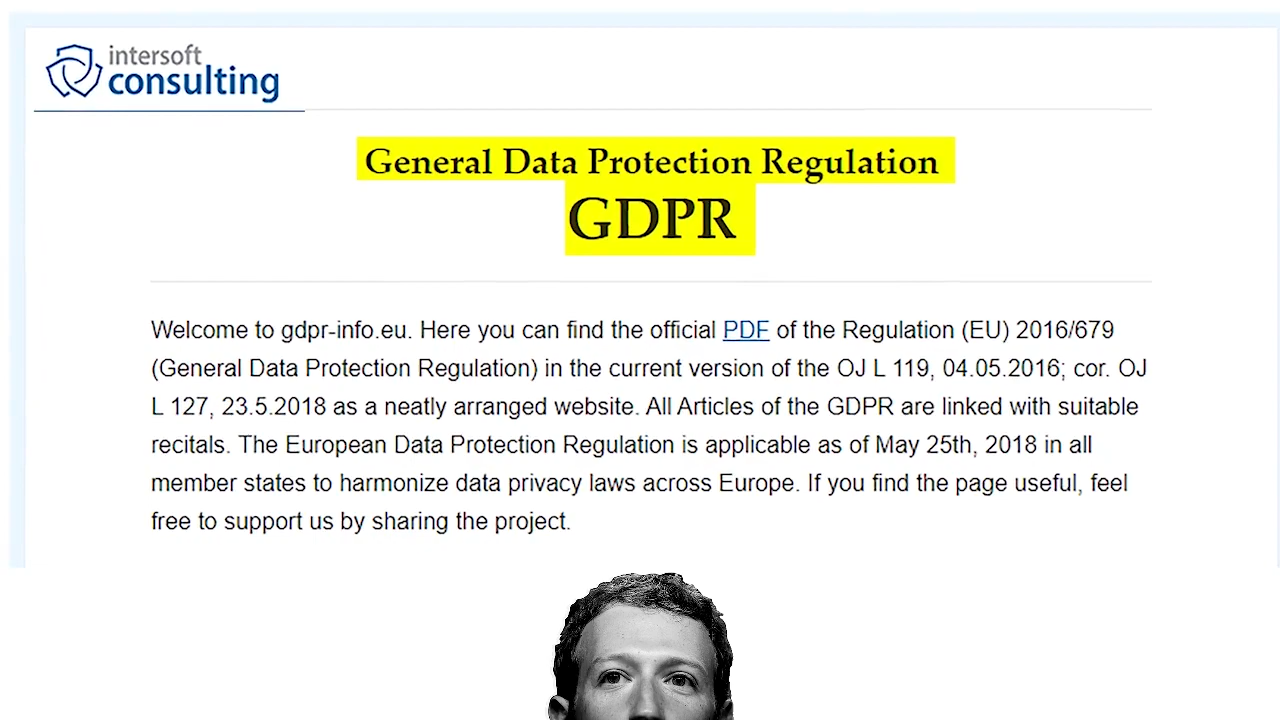 intersoft
consulting
General Data Protection Regulation
GDPR
Welcome to gdpr-info.eu. Here you can find the official PDF of the Regulation (EU) 2016/679
(General Data Protection Regulation) in the current version of the OJ L 119, 04.05.2016; cor. OJ
L 127, 23.5.2018 as a neatly arranged website. All Articles of the GDPR are linked with suitable
recitals. The European Data Protection Regulation is applicable as of May 25th, 2018 in all
member states to harmonize data privacy laws across Europe. If you find the page useful, feel
free to support us by sharing the project.